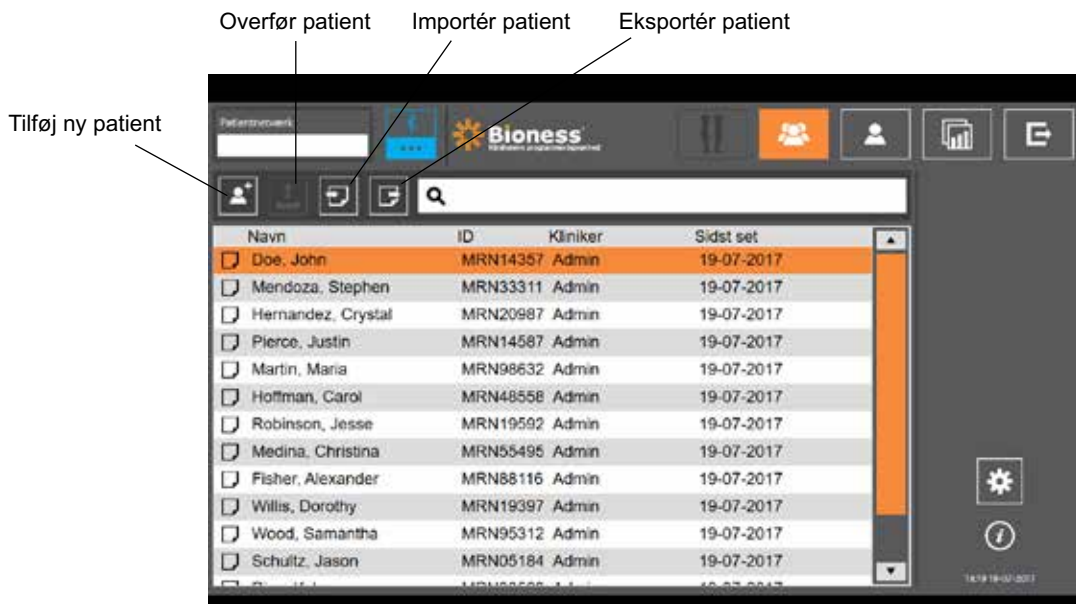 Overfør patient Importér patient Eksportér patient
Tilføj ny patient
Patientnetværk
Bioness
Navn ID Kliniker Sidst set
Doe, John MRN14357 Admin 19-07-2017
Mendoza, Stephen MRN33311 Admin 19-07-2017
Hernandez, Crystal MRN20987 Admin 19-07-2017
Pierce, Justin MRN14587 Admin 19-07-2017
Martin, Maria MRN98632 Admin 19-07-2017
Hoffman, Carol MRN48558 Admin 19-07-2017
Robinson, Jesse MRN19592 Admin 19-07-2017
Medina, Christina MRN55495 Admin 19-07-2017
Fisher, Alexander MRN88116 Admin 19-07-2017
Willis, Dorothy MRN19397 Admin 19-07-2017
Wood, Samantha MRN95312 Admin 19-07-2017
Schultz, Jason MRN05184 Admin 19-07-2017
19-07-2017